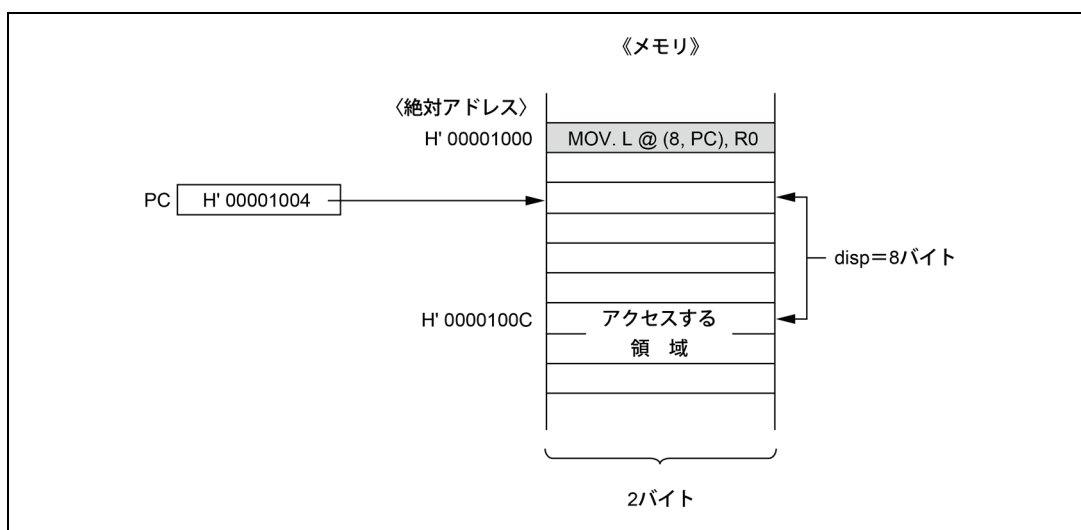 《メモリ》
〈絶対アドレス〉
H' 00001000
MOV. L @ (8, PC), R0
PC
H' 00001004
disp＝8バイト
H' 0000100C
アクセスする
領　域
2バイト